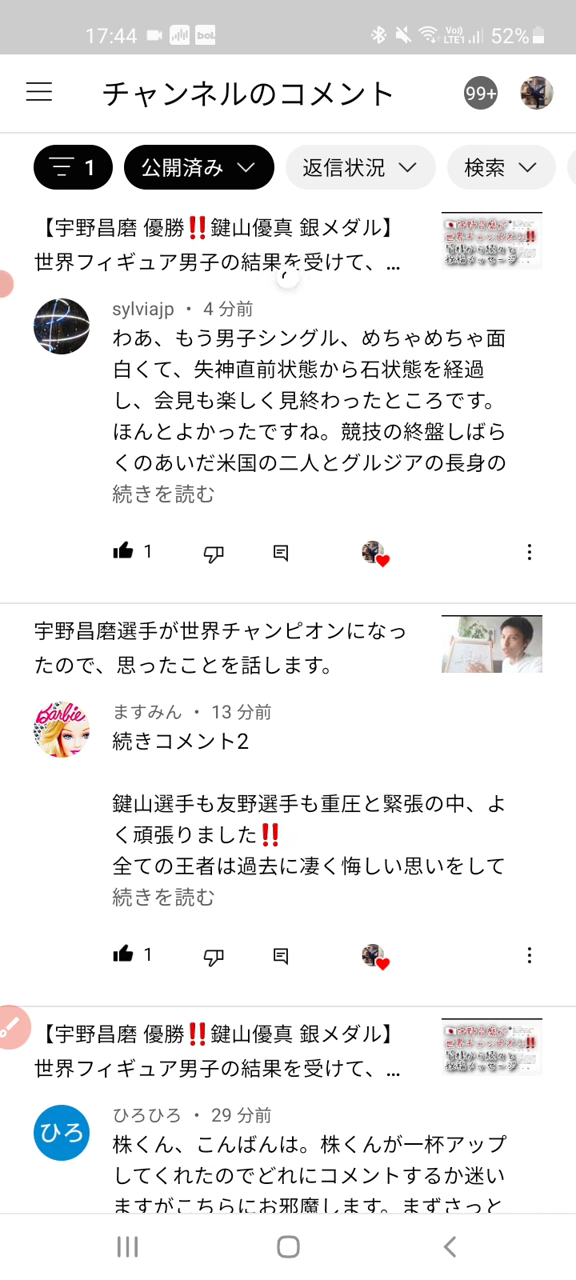 17:44
Vo)) LTE1 52%
チャンネルのコメント
99+
1 公開済み 返信状況 検索
【宇野昌磨 優勝‼️鍵山優真 銀メダル】
世界フィギュア男子の結果を受けて、...
sylviajp・4 分前
わあ、もう男子シングル、めちゃめちゃ面
白くて、失神直前状態から石状態を経過
し、会見も楽しく見終わったところです。
ほんとよかったですね。競技の終盤しばら
くのあいだ米国の二人とグルジアの長身の
続きを読む
1
宇野昌磨選手が世界チャンピオンになっ
たので、思ったことを話します。
ますみん・13 分前
Barbie
続きコメント2
鍵山選手も友野選手も重圧と緊張の中、よ
く頑張りました‼️
全ての王者は過去に凄く悔しい思いをして
続きを読む
1
【宇野昌磨 優勝‼️鍵山優真 銀メダル】
世界フィギュア男子の結果を受けて、...
ひろひろ・29 分前
ひろ
株くん、こんばんは。株くんが一杯アップ
してくれたのでどれにコメントするか迷い
ますがこちらにお邪魔します。まずさっと